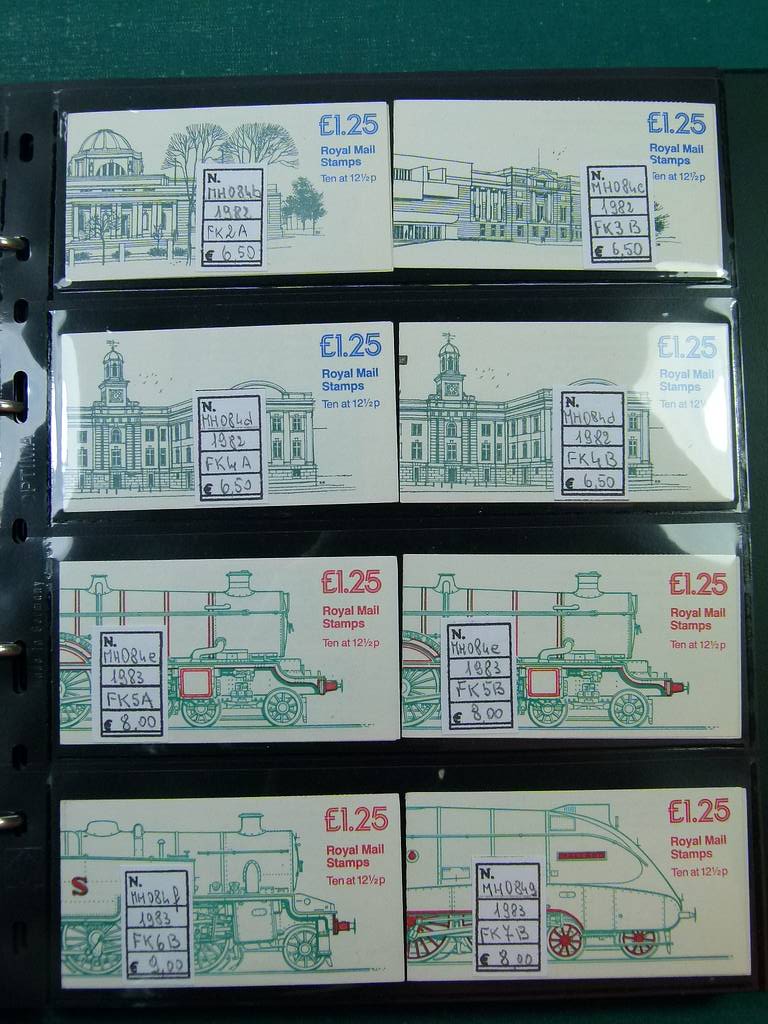 £1.25
Royal Mail
Stamps
Ten at 12½p
N.
MH084b
1982
FK2A
€ 6,50
£1.25
Royal Mail
Stamps
Ten at 12½p
N.
MH084c
1982
FK3B
€ 6,50
£1.25
Royal Mail
Stamps
Ten at 12½p
N.
MH084d
1982
FK4A
€ 6,50
£1.25
Royal Mail
Stamps
Ten at 12½p
N.
MH084d
1982
FK4B
€ 6,50
£1.25
Royal Mail
Stamps
Ten at 12½p
N.
MH084e
1983
FK5A
€ 8,00
£1.25
Royal Mail
Stamps
Ten at 12½p
N.
MH084e
1983
FK5B
€ 8,00
£1.25
Royal Mail
Stamps
Ten at 12½p
S
N.
MH084f
1983
FK6B
€ 9,00
£1.25
Royal Mail
Stamps
Ten at 12½p
MALLARD
N.
MH084g
1983
FK7B
€ 8,00